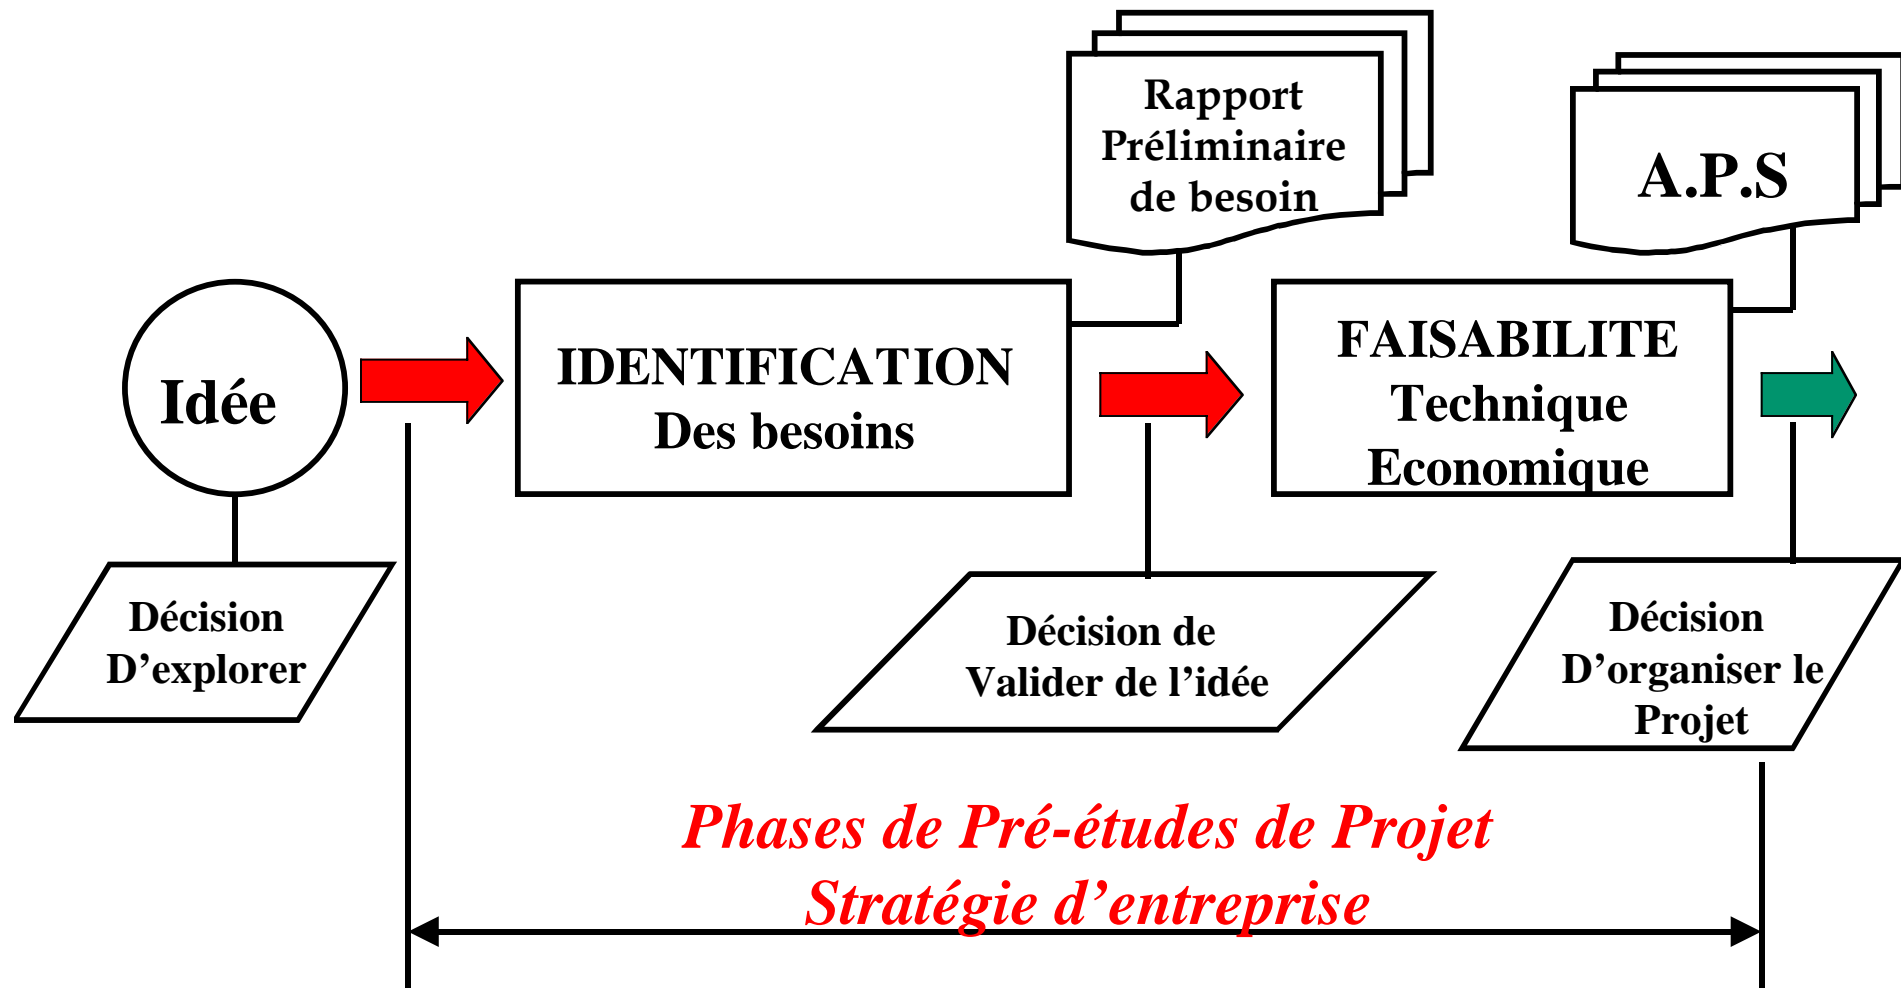 Rapport
Préliminaire
de besoin
A.P.S
Idée
IDENTIFICATION
Des besoins
FAISABILITE
Technique
Economique
Décision
D’explorer
Décision de
Valider de l’idée
Décision
D’organiser le
Projet
Phases de Pré-études de Projet
Stratégie d’entreprise